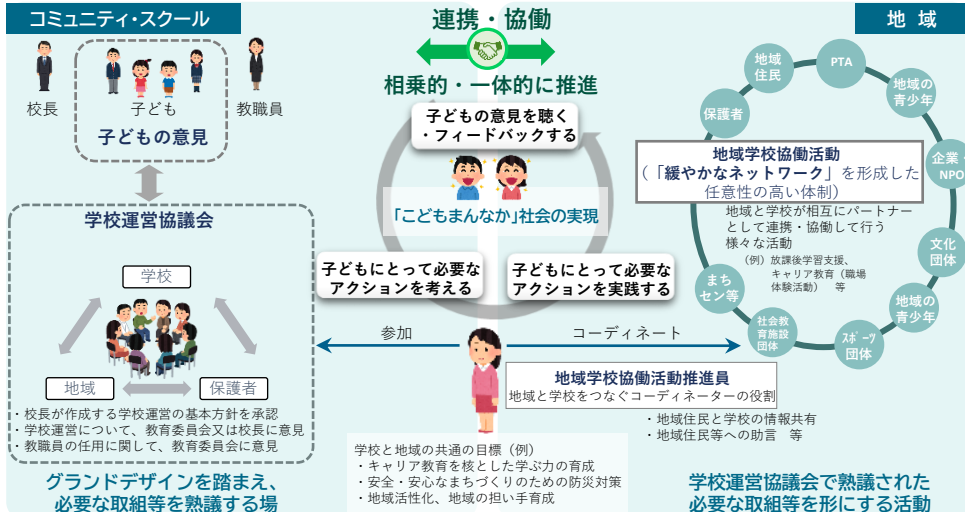 コミュニティ・スクール
校長
子ども
教職員
子どもの意見
学校運営協議会
学校
地域
保護者
・校長が作成する学校運営の基本方針を承認
・学校運営について、教育委員会又は校長に意見
・教職員の任用に関して、教育委員会に意見
グランドデザインを踏まえ、
必要な取組等を熟議する場
連携・協働
相乗的・一体的に推進
子どもの意見を聴く
・フィードバックする
「こどもまんなか」社会の実現
子どもにとって必要な
アクションを考える
子どもにとって必要な
アクションを実践する
参加
コーディネート
地域学校協働活動推進員
地域と学校をつなぐコーディネーターの役割
・地域住民と学校の情報共有
・地域住民等への助言 等
学校と地域の共通の目標（例）
・キャリア教育を核とした学ぶ力の育成
・安全・安心なまちづくりのための防災対策
・地域活性化、地域の担い手育成
地域
地域
住民
PTA
地域の
青少年
保護者
企業・
NPO
地域学校協働活動
（「緩やかなネットワーク」を形成した
任意性の高い体制）
地域と学校が相互にパートナー
として連携・協働して行う
様々な活動
（例）放課後学習支援、
キャリア教育（職場
体験活動） 等
文化
団体
まち
セン等
地域の
青少年
社会教
育施設
団体
スポーツ
団体
学校運営協議会で熟議された
必要な取組等を形にする活動